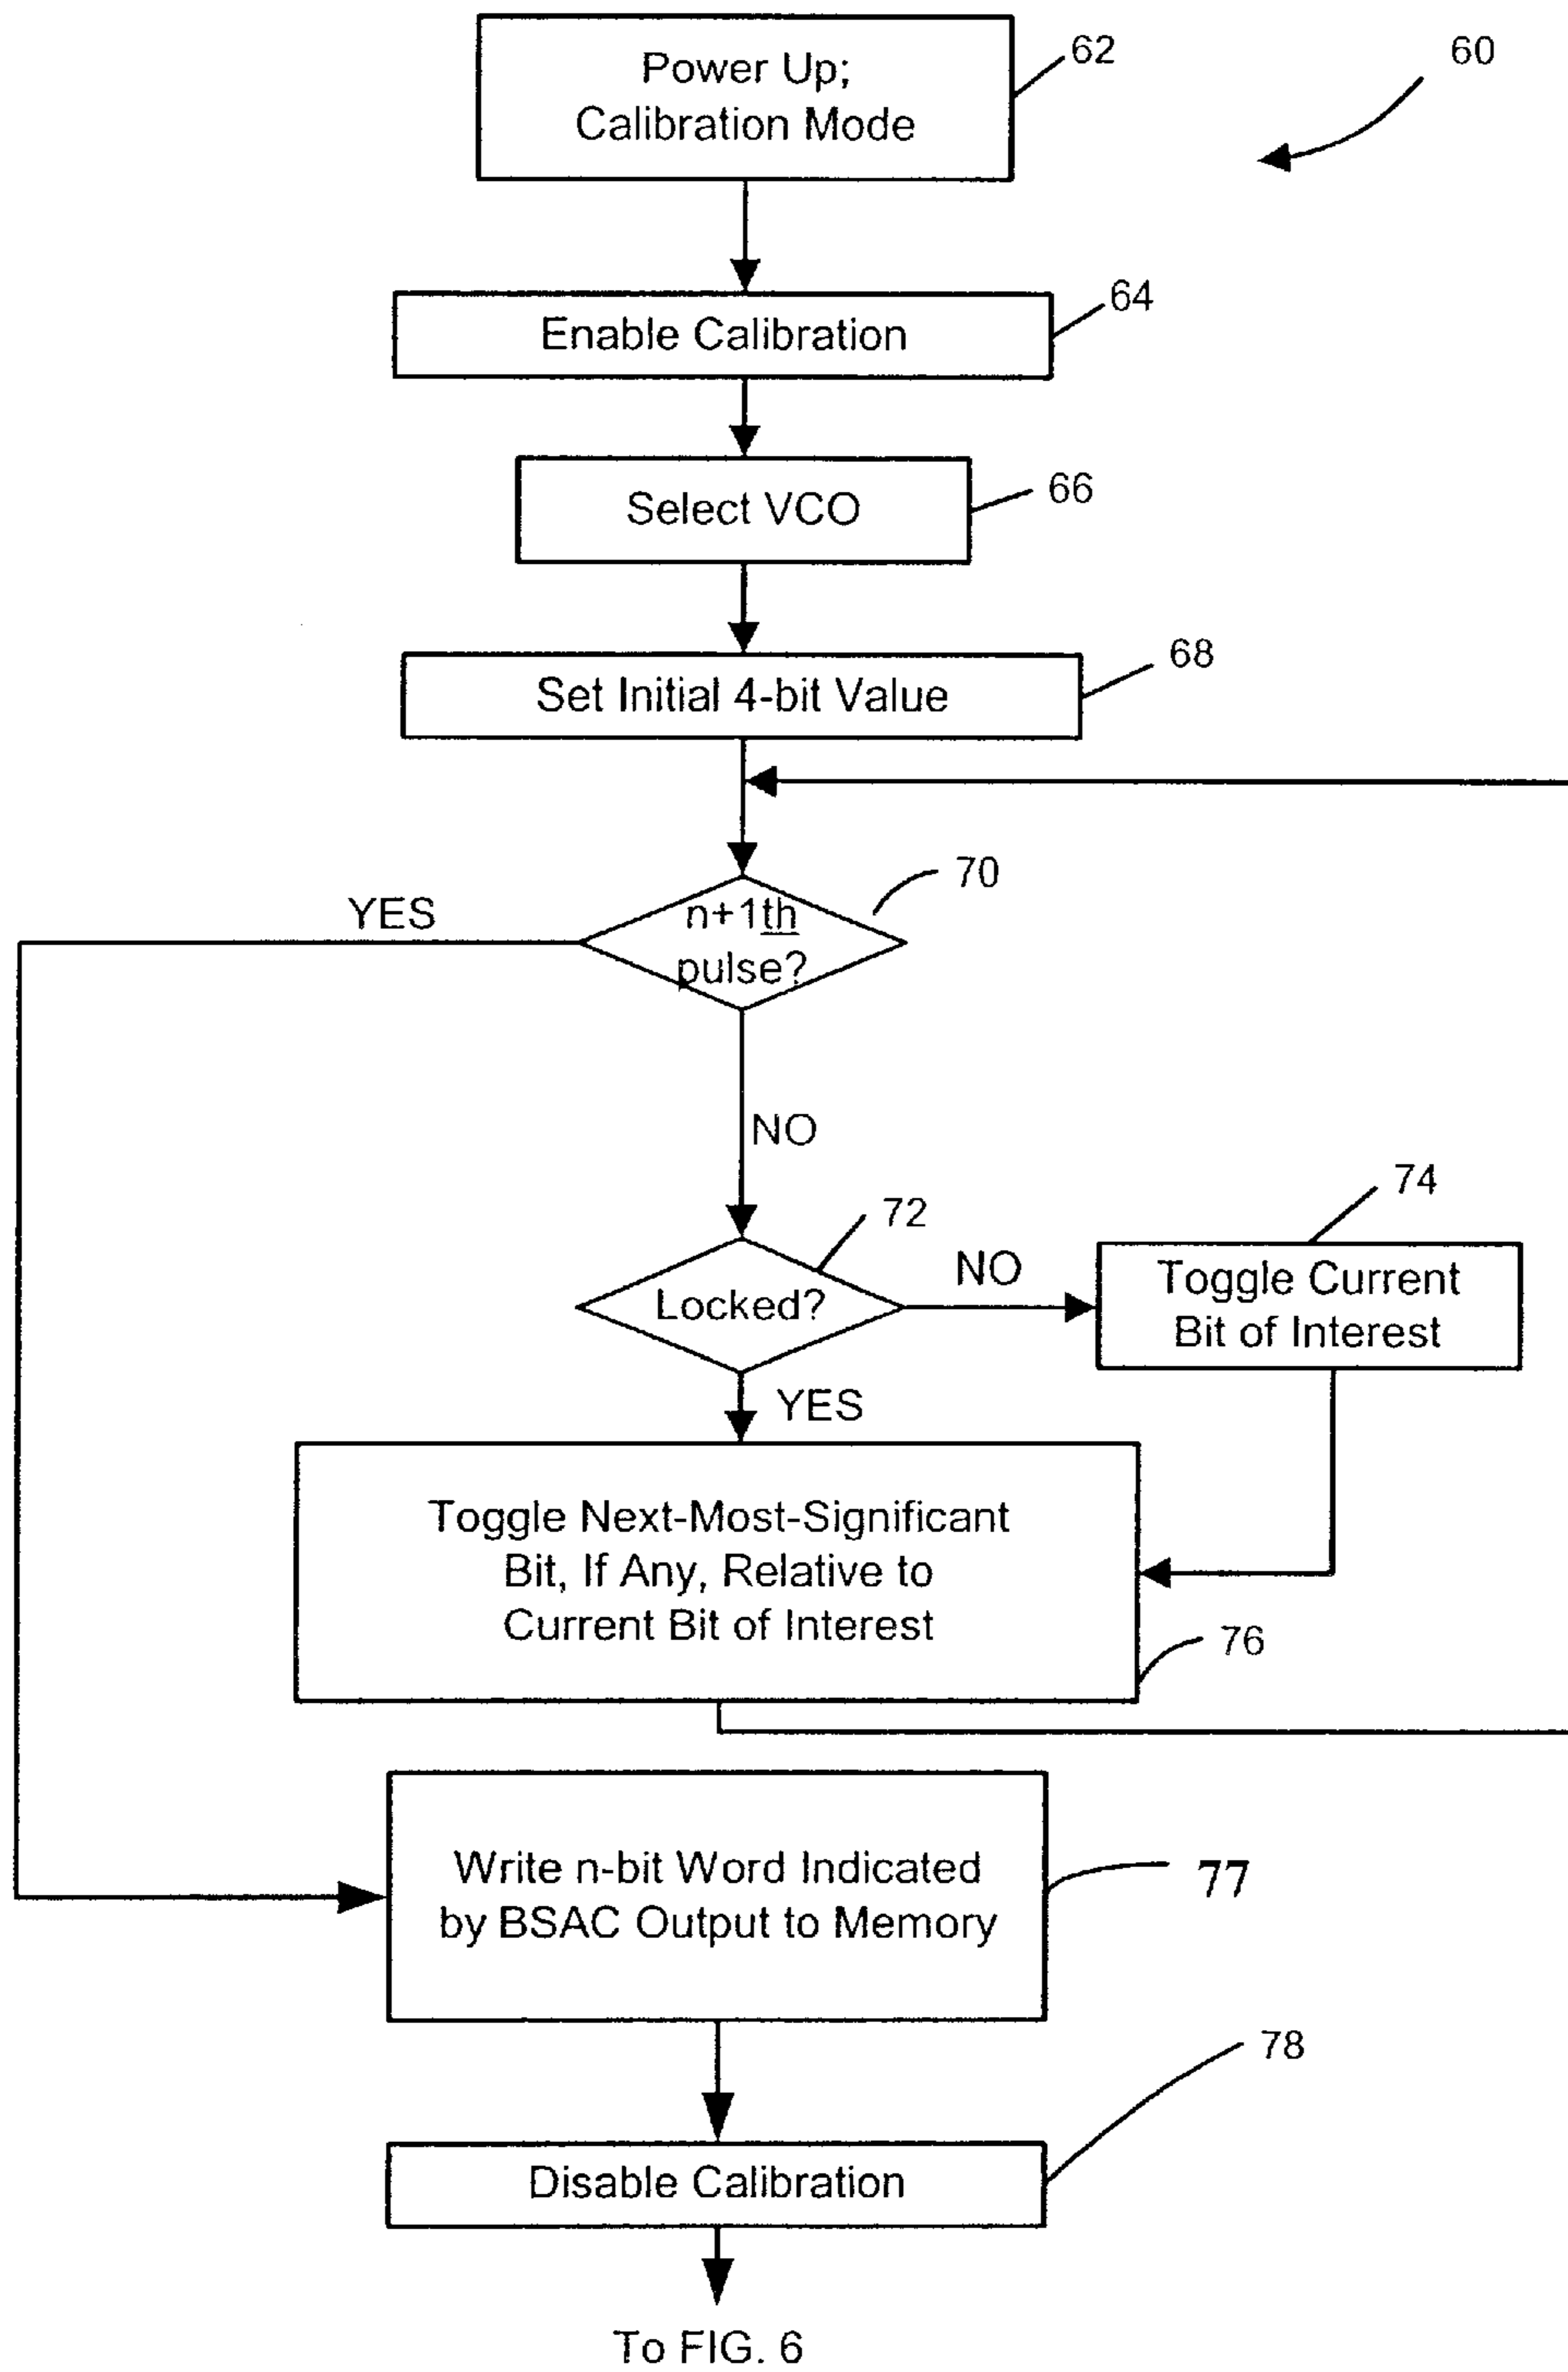 Power Up;
Calibration Mode
62
60
Enable Calibration
64
Select VCO
66
Set Initial 4-bit Value
68
YES
n+1th
pulse?
70
NO
72
Locked?
NO
74
Toggle Current
Bit of Interest
YES
Toggle Next-Most-Significant
Bit, If Any, Relative to
Current Bit of Interest
76
Write n-bit Word Indicated
by BSAC Output to Memory
77
Disable Calibration
78
To FIG. 6